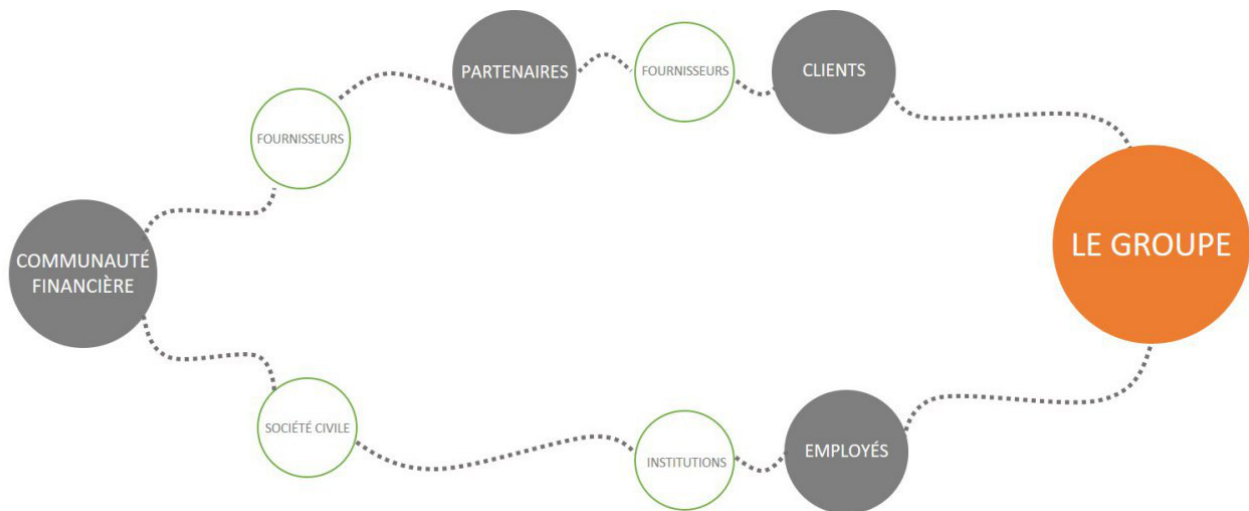 PARTENAIRES
FOURNISSEURS
CLIENTS
FOURNISSEURS
LE GROUPE
COMMUNAUTÉ
FINANCIÈRE
SOCIÉTÉ CIVILE
INSTITUTIONS
EMPLOYÉS